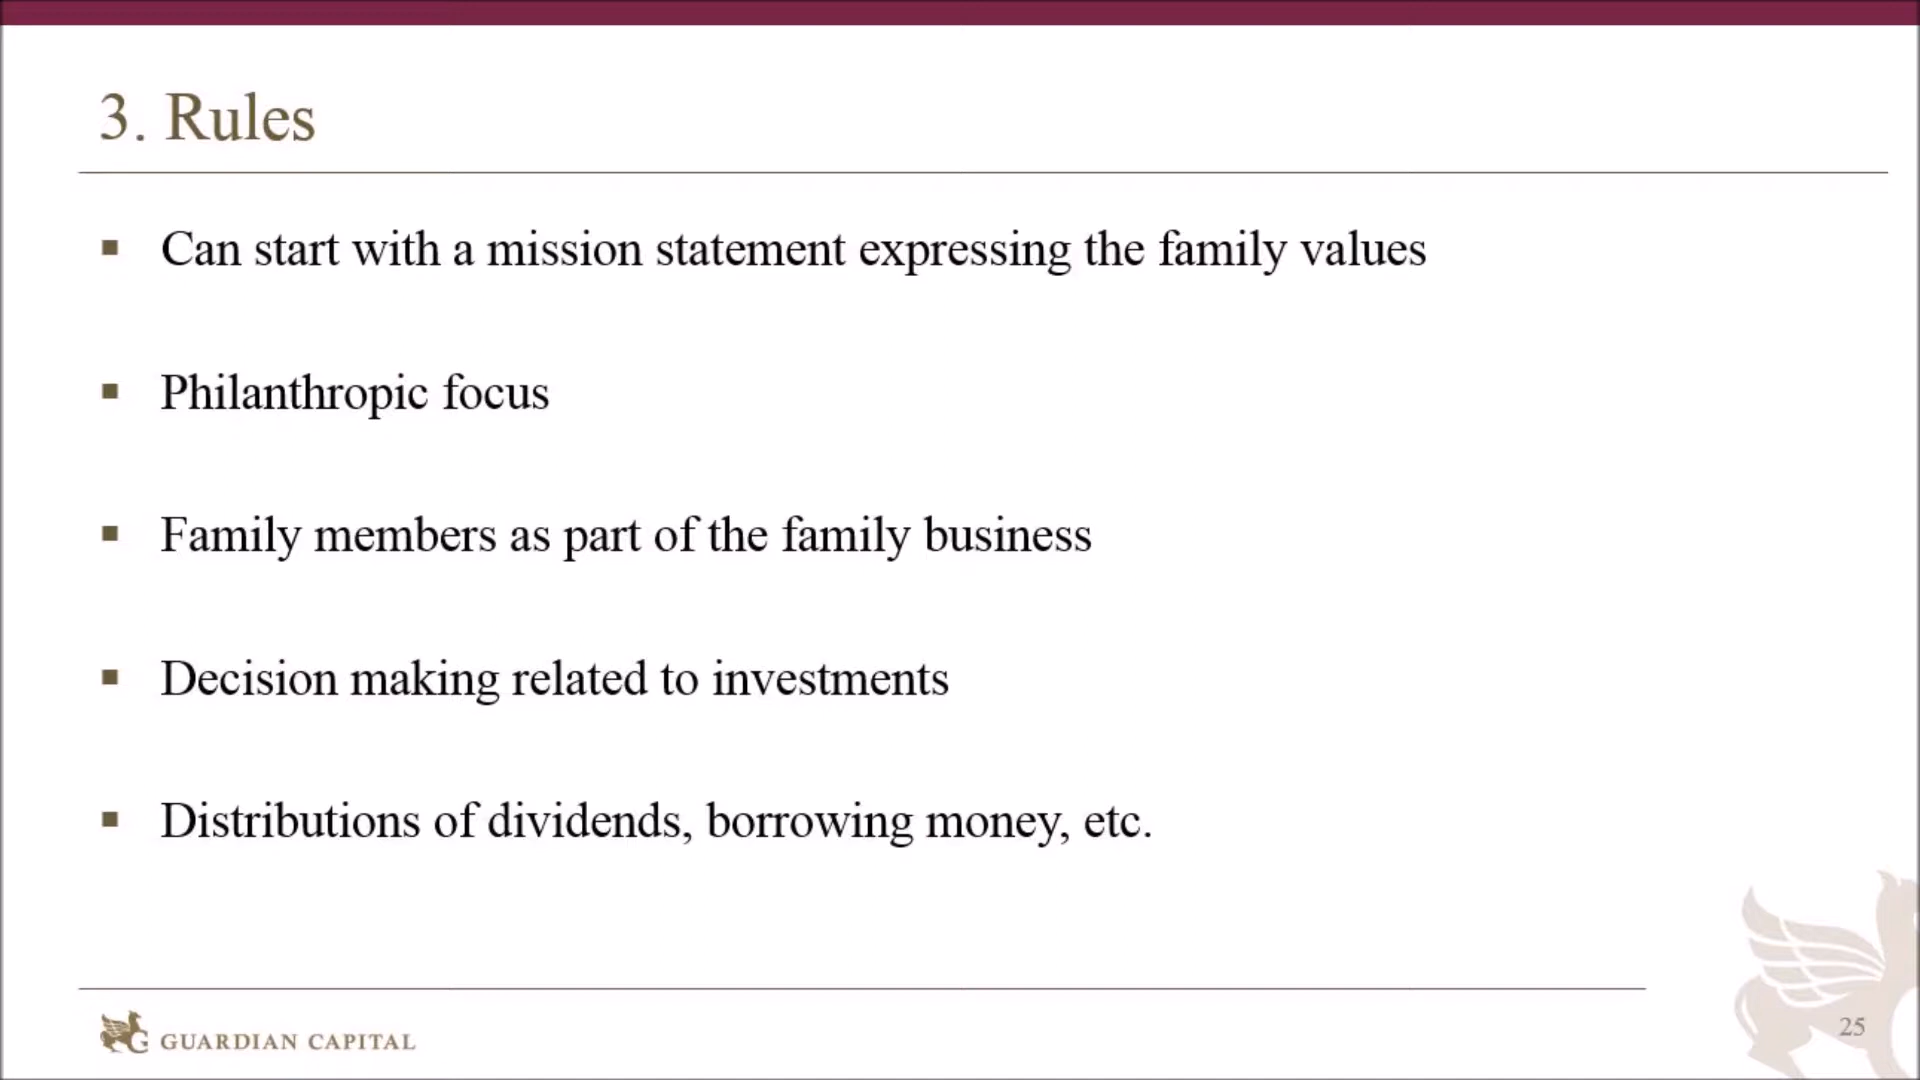 3. Rules
▪ Can start with a mission statement expressing the family values
▪ Philanthropic focus
▪ Family members as part of the family business
▪ Decision making related to investments
▪ Distributions of dividends, borrowing money, etc.
GUARDIAN CAPITAL
25